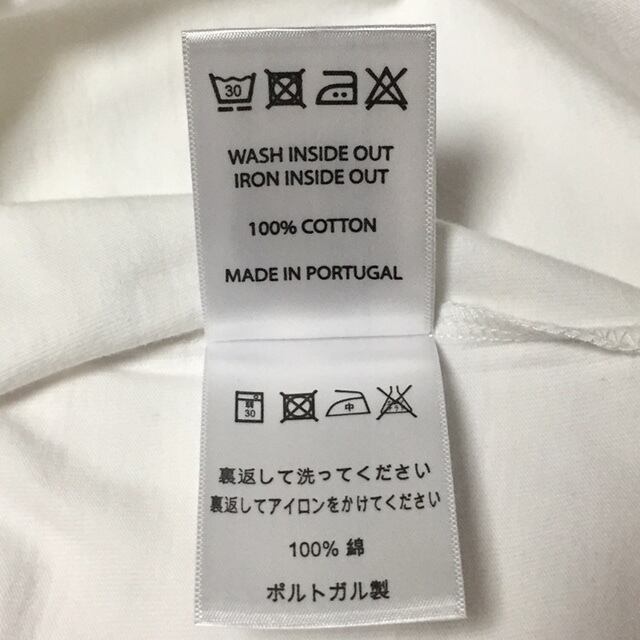 30
WASH INSIDE OUT
IRON INSIDE OUT
100% COTTON
MADE IN PORTUGAL
弱
30
中
裏返して洗ってください
裏返してアイロンをかけてください
100% 綿
ポルトガル製